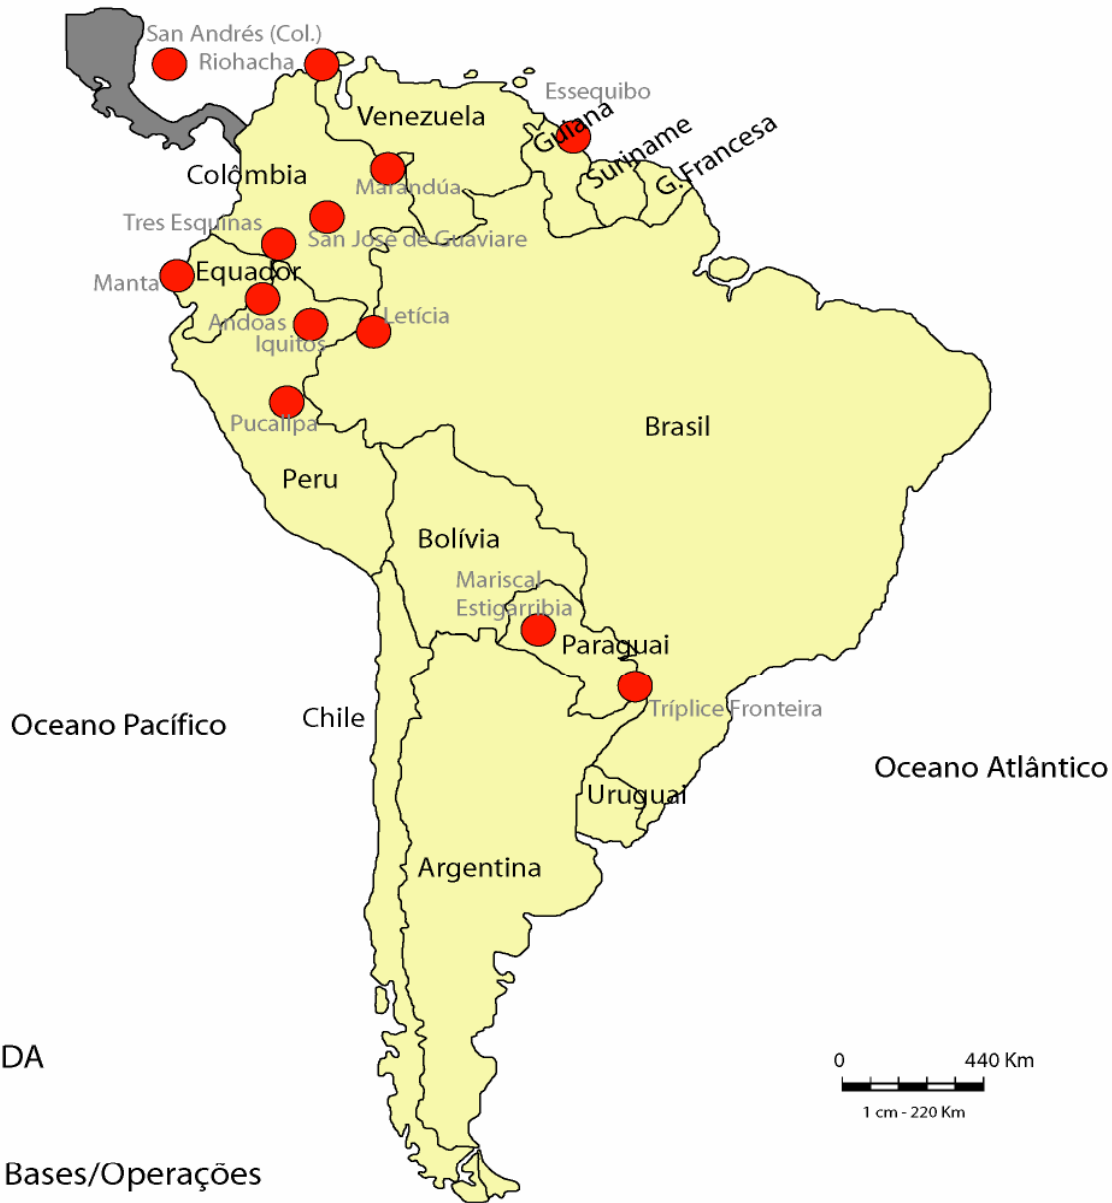 San Andrés (Col.)
Riohacha
Essequibo
Venezuela
Guiana
Suriname
G.Francesa
Colômbia
Marandúa
Tres Esquinas
San Jose de Guaviare
Manta
Equador
Andoas
Letícia
Iquitos
Pucallpa
Brasil
Peru
Bolívia
Mariscal
Estigarribia
Paraguai
Tríplice Fronteira
Oceano Pacífico
Chile
Oceano Atlântico
Uruguai
Argentina
DA
0 440 Km
1 cm - 220 Km
Bases/Operações